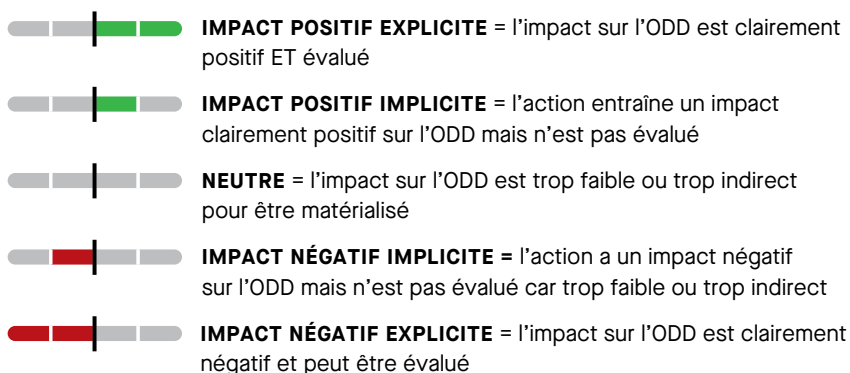 IMPACT POSITIF EXPLICITE = l'impact sur l'ODD est clairement
positif ET évalué
IMPACT POSITIF IMPLICITE = l'action entraîne un impact
clairement positif sur l'ODD mais n'est pas évalué
NEUTRE = l'impact sur l'ODD est trop faible ou trop indirect
pour être matérialisé
IMPACT NÉGATIF IMPLICITE = l'action a un impact négatif
sur l'ODD mais n'est pas évalué car trop faible ou trop indirect
IMPACT NÉGATIF EXPLICITE = l'impact sur l'ODD est clairement
négatif et peut être évalué